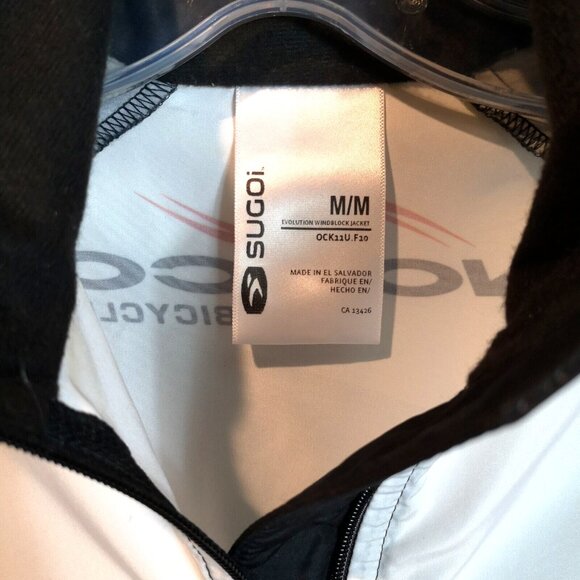 SUGOi
M/M
EVOLUTION WINDBLOCK JACKET
OCK11U.F10
MADE IN EL SALVADOR
FABRIQUE EN/
HECHO EN/
CA 13426
BICYCL